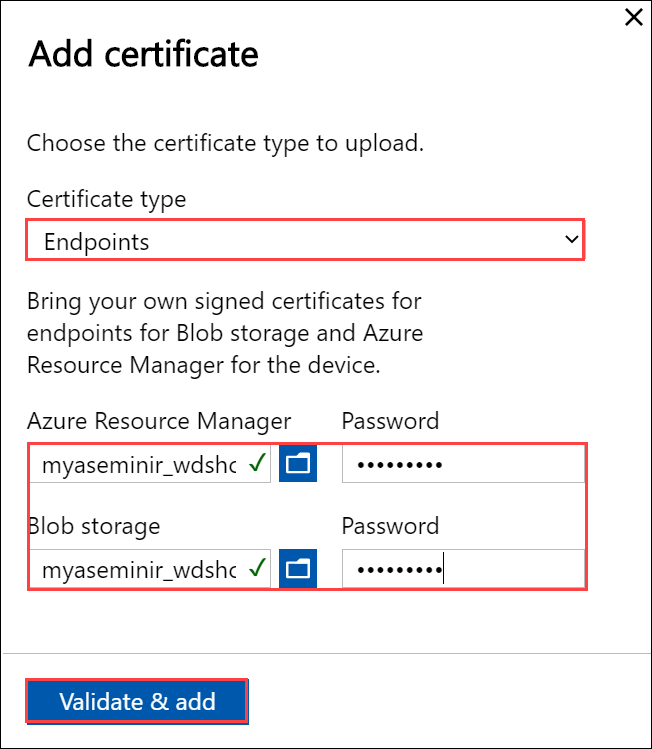 Add certificate
Choose the certificate type to upload.
Certificate type
Endpoints
Bring your own signed certificates for
endpoints for Blob storage and Azure
Resource Manager for the device.
Azure Resource Manager Password
myaseminir_wdshc •••••••••
Blob storage Password
myaseminir_wdshc •••••••••
Validate & add